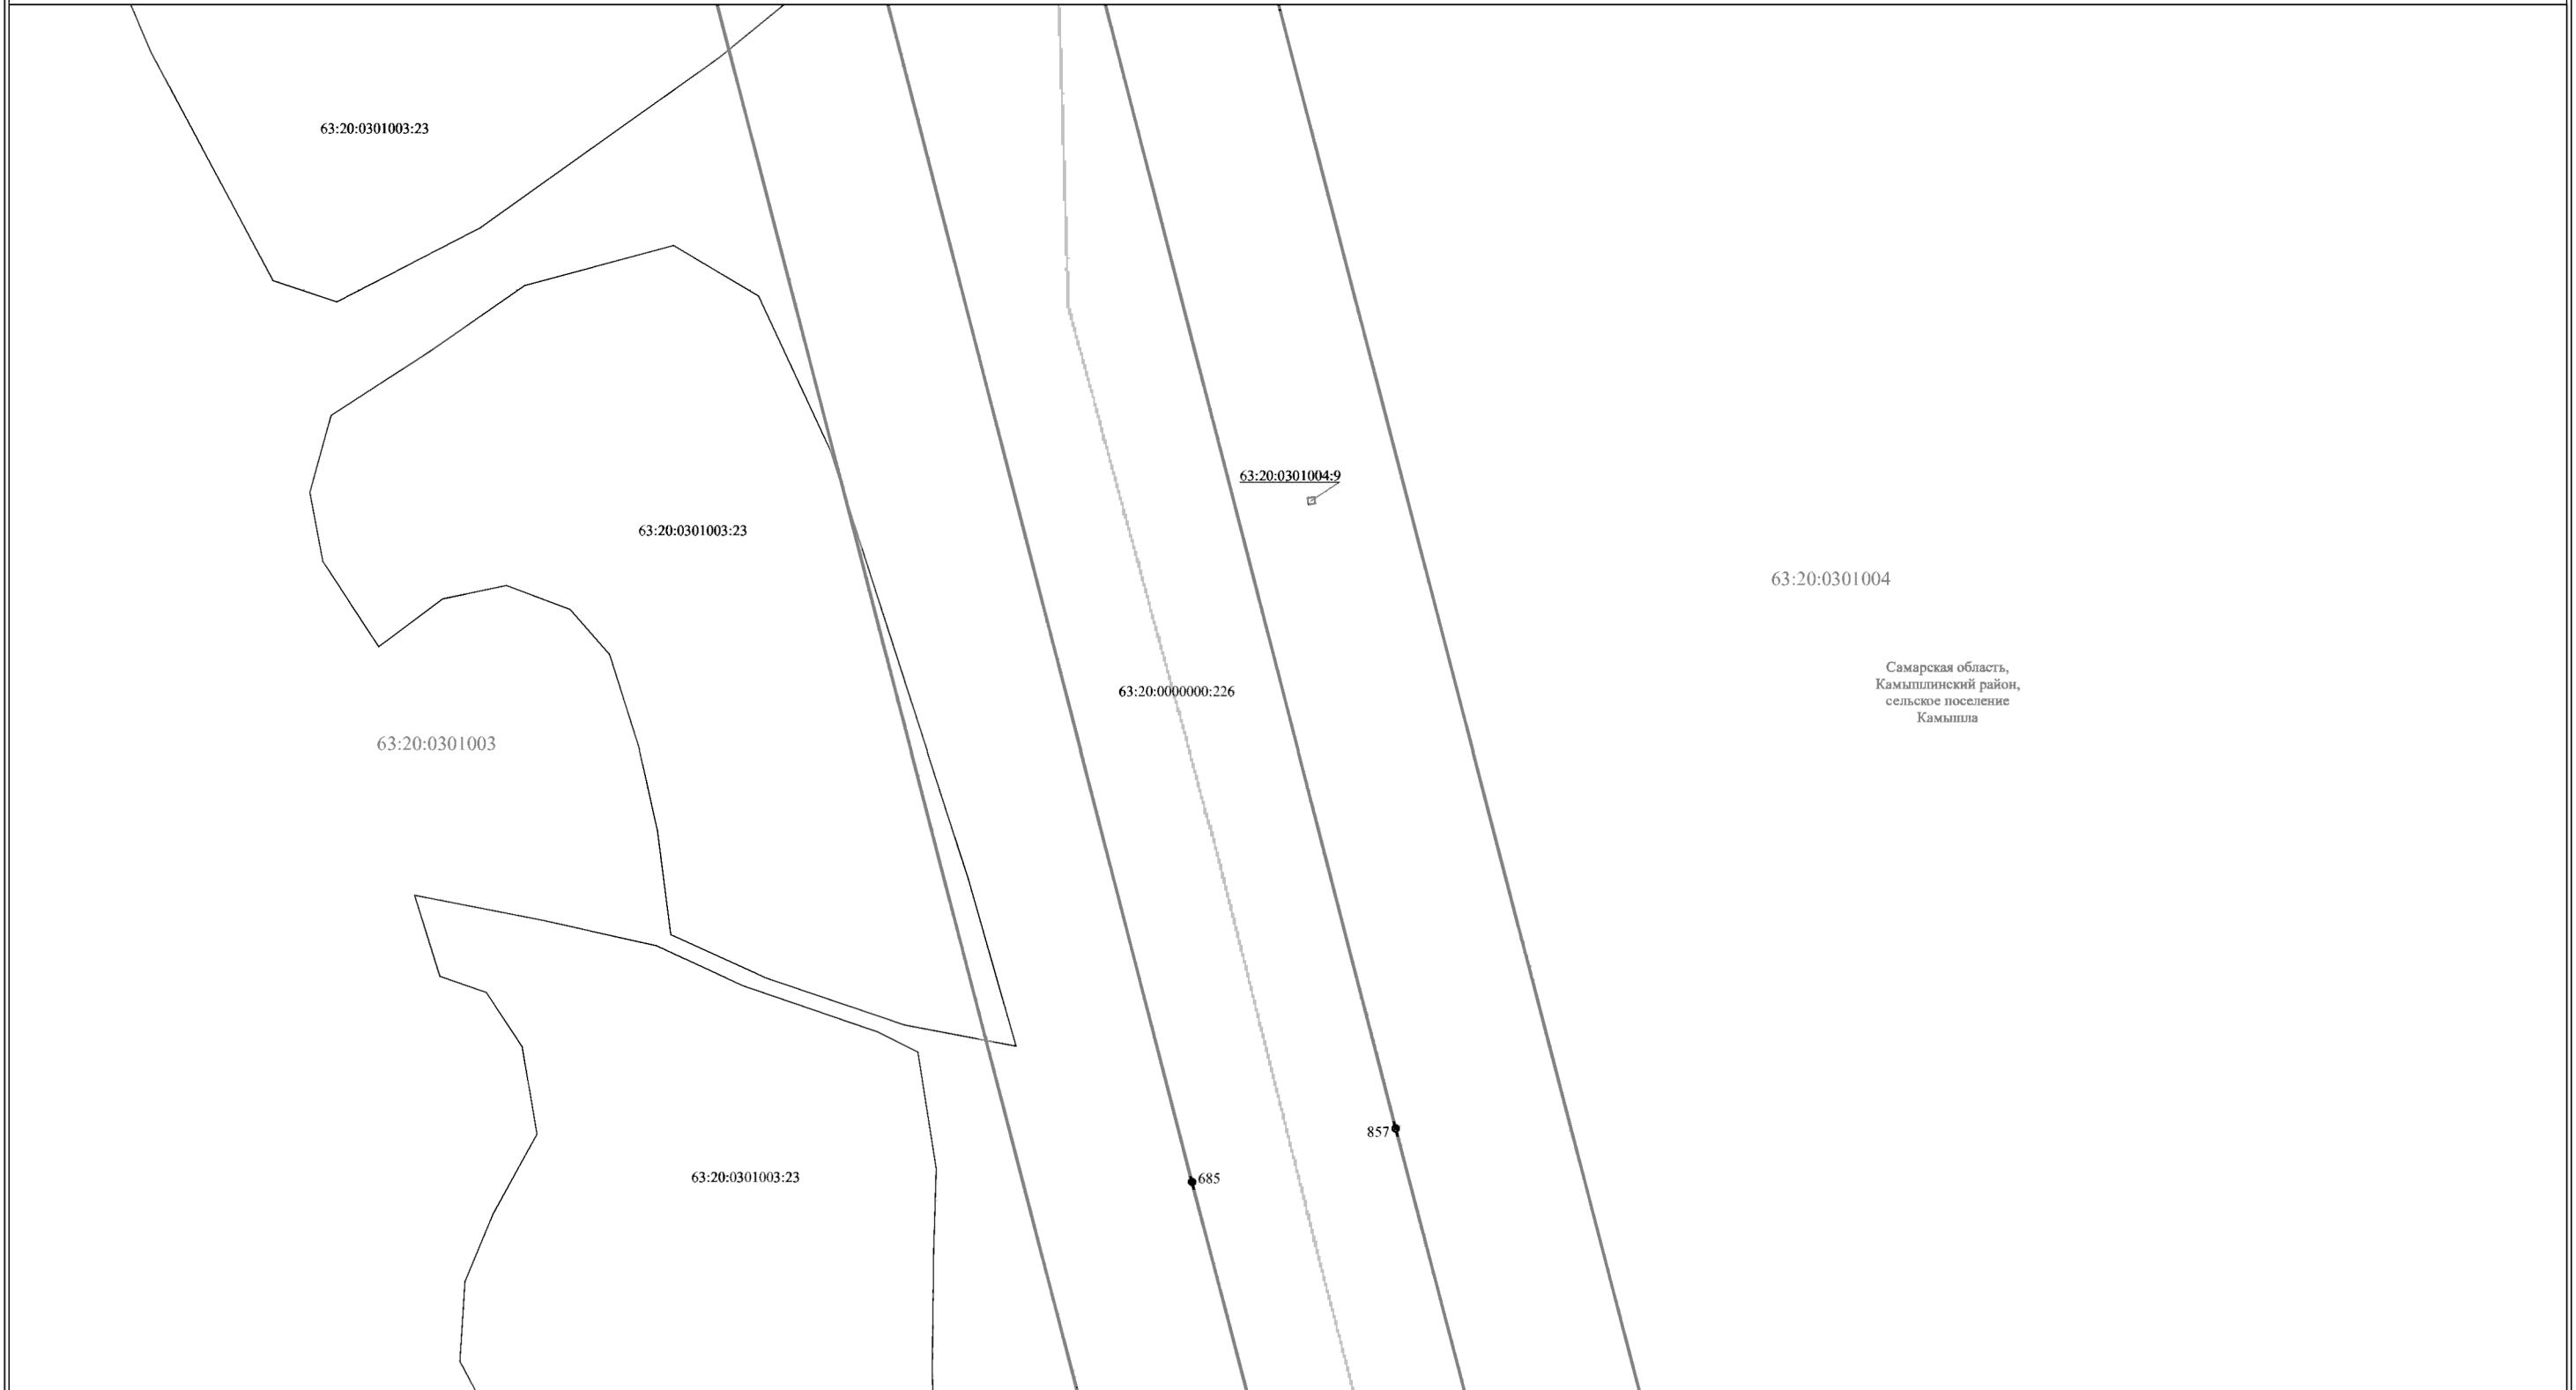 63:20:0301003:23
63:20:0301004:9
63:20:0301003:23
63:20:0301004
Самарская область,
Камышлинский район,
сельское поселение
Камышла
63:20:0000000:226
63:20:0301003
857
685
63:20:0301003:23